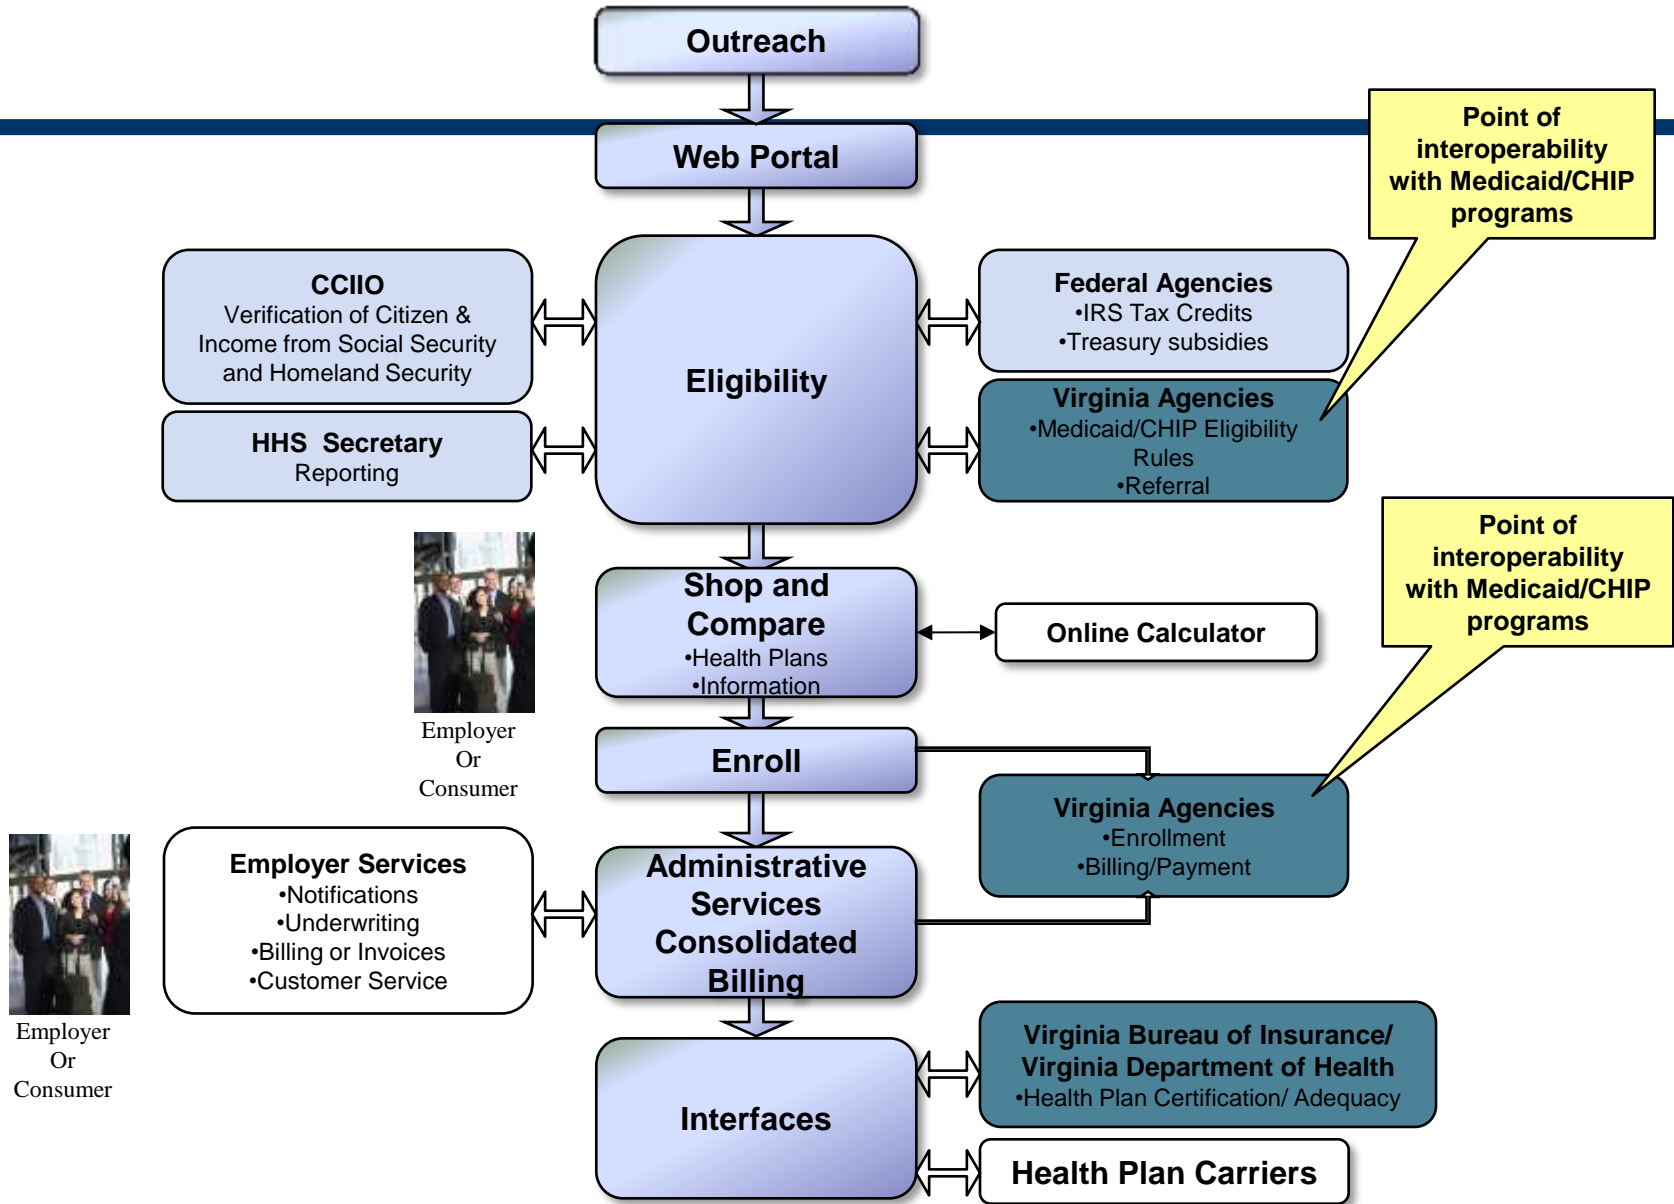 Outreach
Web Portal
Point of
interoperability
with Medicaid/CHIP
programs
CCIIO
Verification of Citizen &
Income from Social Security
and Homeland Security
HHS  Secretary
Reporting
Eligibility
Federal Agencies
•IRS Tax Credits
•Treasury subsidies
Virginia Agencies
•Medicaid/CHIP Eligibility
Rules
•Referral
Point of
interoperability
with Medicaid/CHIP
programs
Employer
Or
Consumer
Shop and
Compare
•Health Plans
•Information
Online Calculator
Enroll
Virginia Agencies
•Enrollment
•Billing/Payment
Employer
Or
Consumer
Employer Services
•Notifications
•Underwriting
•Billing or Invoices
•Customer Service
Administrative
Services
Consolidated
Billing
Interfaces
Virginia Bureau of Insurance/
Virginia Department of Health
•Health Plan Certification/ Adequacy
Health Plan Carriers